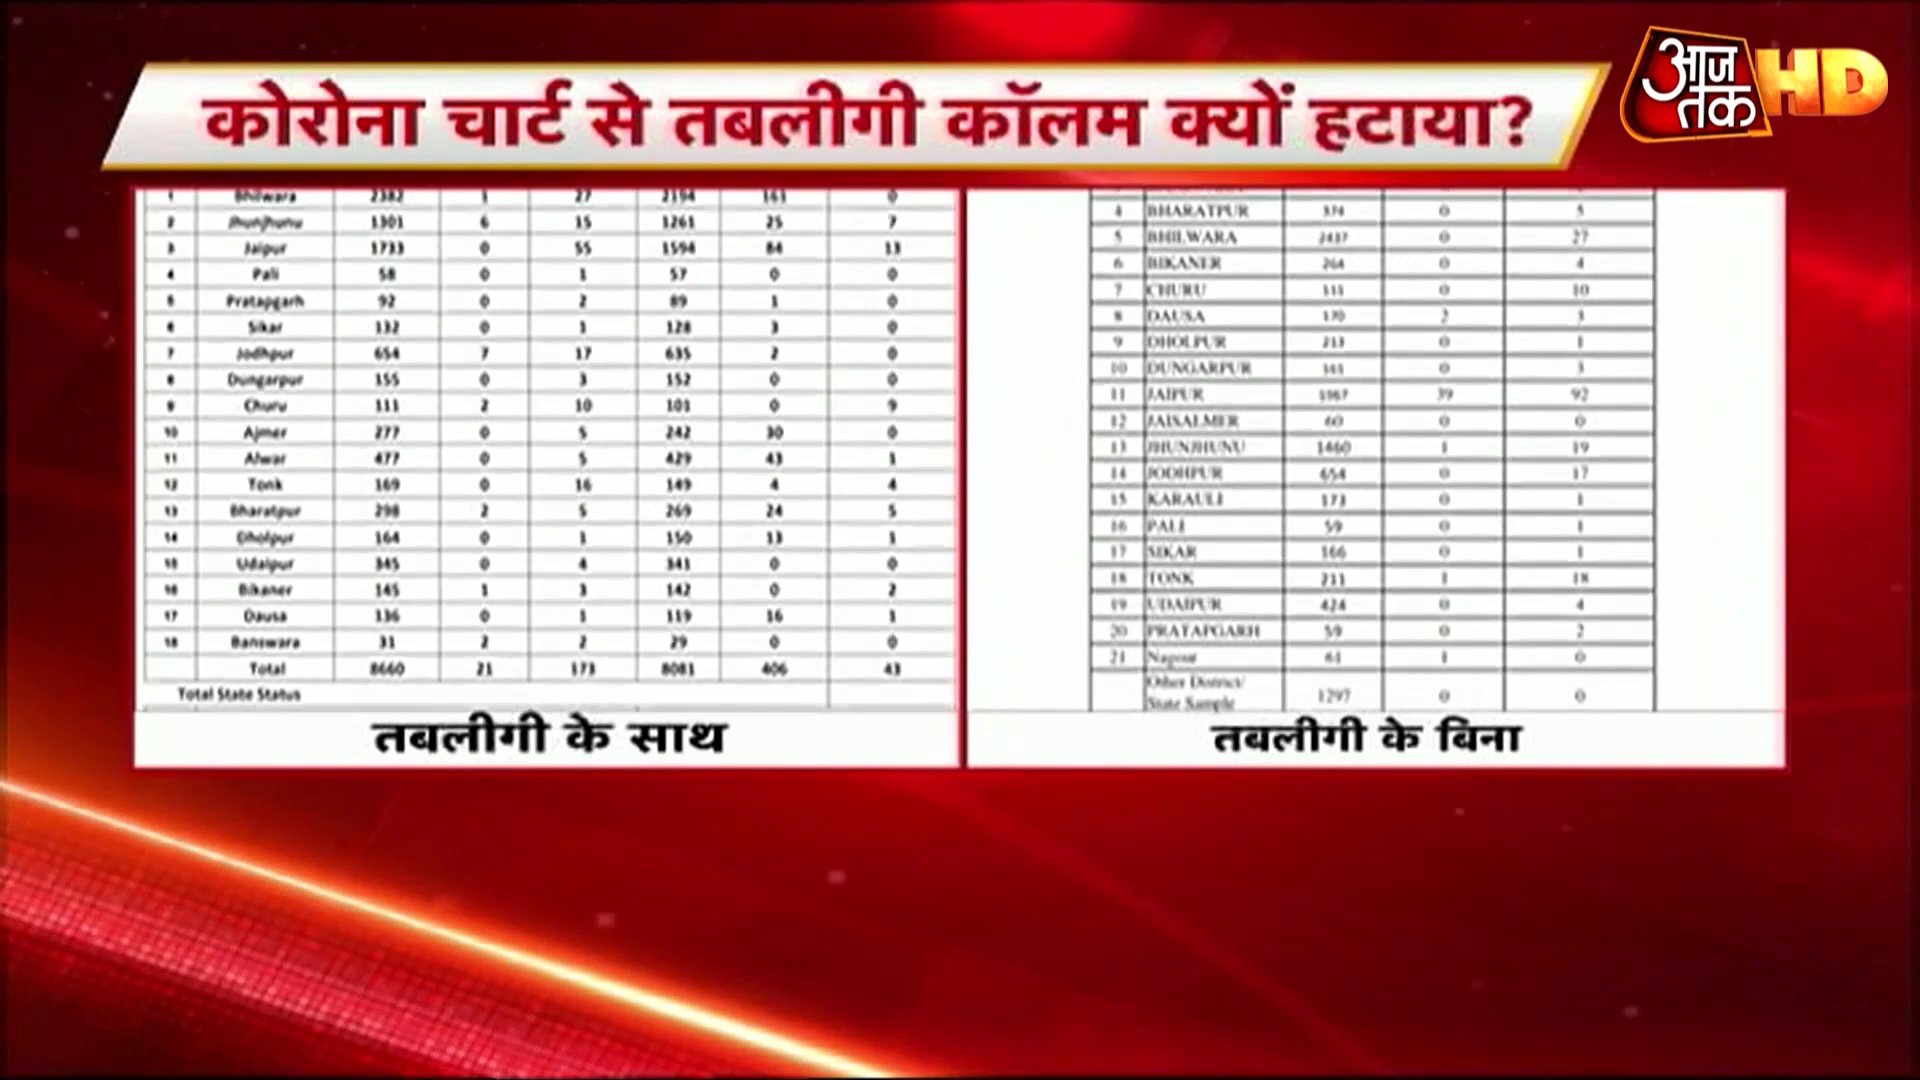 कोरोना चार्ट से तबलीगी कॉलम क्यों हटाया?
आज तक HD
1 Bhilwara 2382 1 27 2194 161 0
2 Jhunjhunu 1301 6 15 1261 25 7
3 Jaipur 1733 0 55 1594 84 13
4 Pali 58 0 1 57 0 0
5 Pratapgarh 92 0 2 89 1 0
6 Sikar 132 0 1 128 3 0
7 Jodhpur 654 7 17 635 2 0
8 Dungarpur 155 0 3 152 0 0
9 Churu 111 2 10 101 0 9
10 Ajmer 277 0 5 242 30 0
11 Alwar 477 0 5 429 43 1
12 Tonk 169 0 16 149 4 4
13 Bharatpur 298 2 5 269 24 5
14 Dholpur 164 0 1 150 13 1
15 Udaipur 345 0 4 341 0 0
16 Bikaner 145 1 3 142 0 2
17 Dausa 136 0 1 119 16 1
18 Banswara 31 2 2 29 0 0
Total 8660 21 173 8081 406 43
Total State Status
तबलीगी के साथ
4 BHARATPUR 374 0 5
5 BHILWARA 2437 0 27
6 BIKANER 264 0 4
7 CHURU 111 0 10
8 DAUSA 170 2 3
9 DHOLPUR 213 0 1
10 DUNGARPUR 161 0 3
11 JAIPUR 39 92
12 JAISALMER 60 0 0
13 JHUNJHUNU 1460 1 19
14 JODHPUR 654 0 17
15 KARAULI 173 0 1
16 PALI 59 0 1
17 SIKAR 166 0 1
18 TONK 211 1 18
19 UDAIPUR 424 0 4
20 PRATAPGARH 59 0 2
21 Nagour 61 1 0
Other District/
State Sample 1297 0 0
तबलीगी के बिना